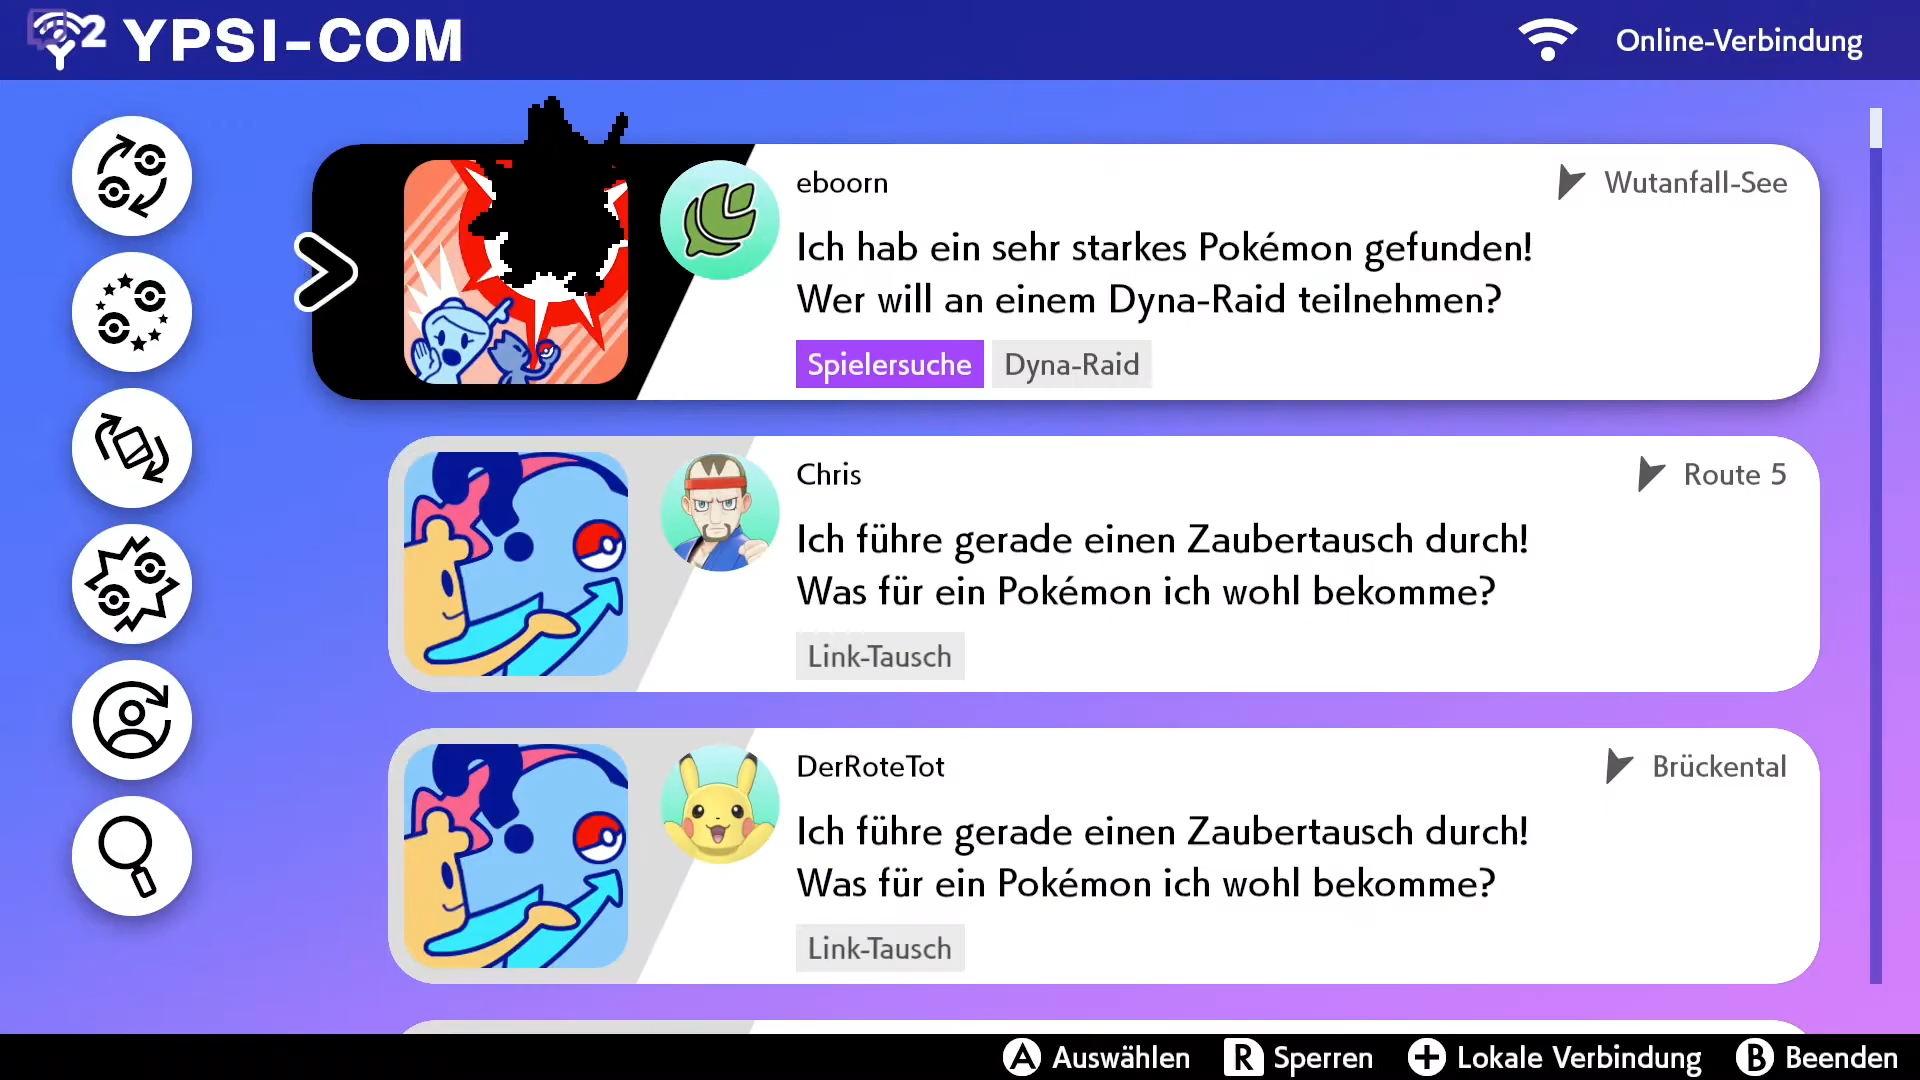 YPSI-COM
Online-Verbindung
eboorn
Wutanfall-See
Ich hab ein sehr starkes Pokémon gefunden!
Wer will an einem Dyna-Raid teilnehmen?
Spielersuche
Dyna-Raid
Chris
Route 5
Ich führe gerade einen Zaubertausch durch!
Was für ein Pokémon ich wohl bekomme?
Link-Tausch
DerRoteTot
Brückental
Ich führe gerade einen Zaubertausch durch!
Was für ein Pokémon ich wohl bekomme?
Link-Tausch
A Auswählen R Sperren + Lokale Verbindung B Beenden